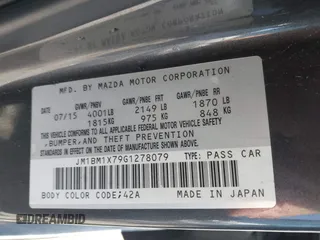 MFD. BY MAZDA MOTOR CORPORATION
GVWR/PNBV GAWR/PNBE FRT GAWR/PNBE RR
07/15 4001LB 2149 LB 1870 LB
1815KG 975 KG 848 KG
THIS VEHICLE CONFORMS TO ALL APPLICABLE FEDERAL
MOTOR VEHICLE SAFETY
,BUMPER,AND THEFT PREVENTION
STANDARDS IN EFFECT ON THE DATE OF MANUFACTURE SHOWN ABOVE.
JM1BM1X79G1278079 TYPE: PASS CAR
BODY COLOR CODE;42A MADE IN JAPAN
DREAMBID